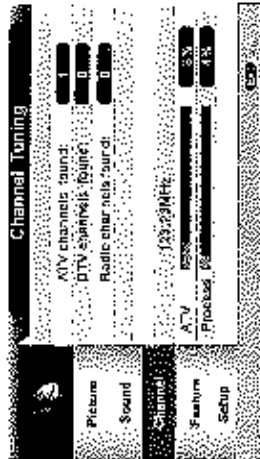 Channel Tuning
Picture
Sound
Channel
Feature
Setup
ATV channels found: 1
DTV channels found: 0
Radio channels found: 0
ATV
Process 4%